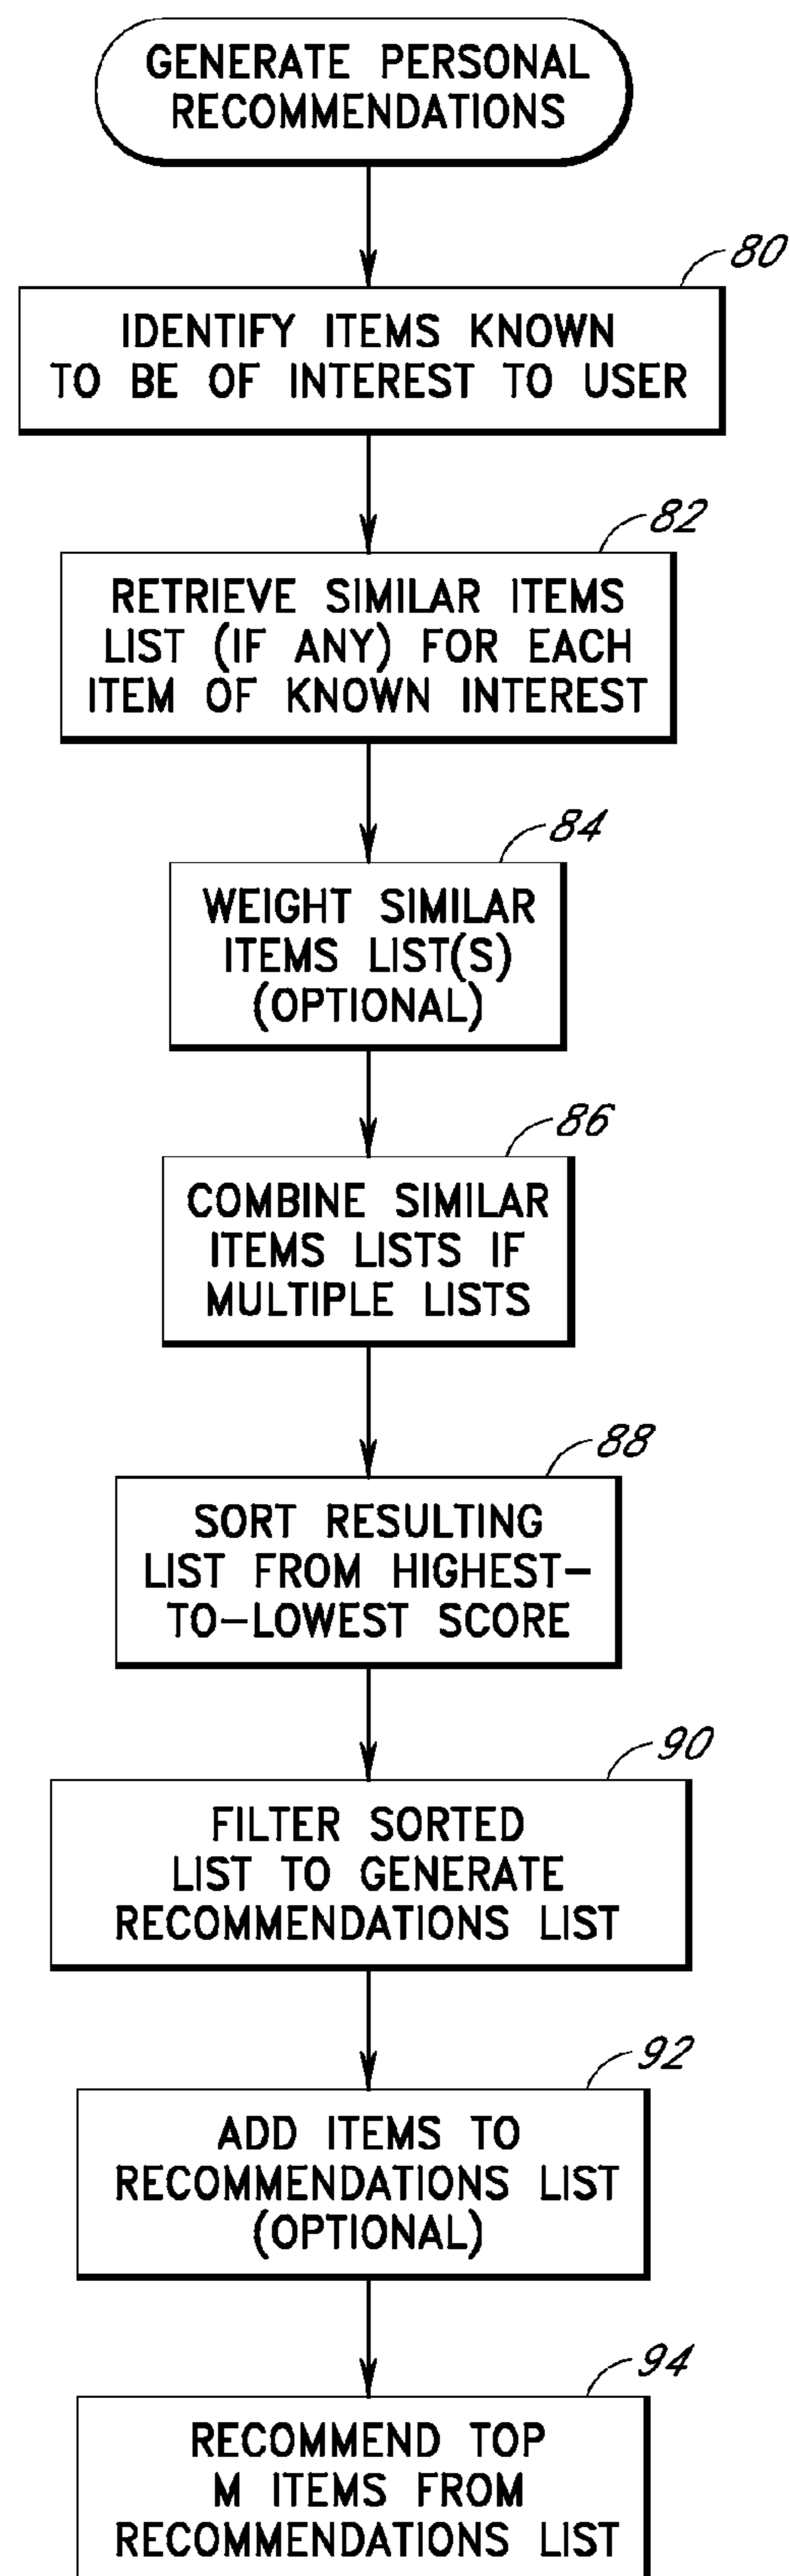 GENERATE PERSONAL
RECOMMENDATIONS
80
IDENTIFY ITEMS KNOWN
TO BE OF INTEREST TO USER
82
RETRIEVE SIMILAR ITEMS
LIST (IF ANY) FOR EACH
ITEM OF KNOWN INTEREST
84
WEIGHT SIMILAR
ITEMS LIST(S)
(OPTIONAL)
86
COMBINE SIMILAR
ITEMS LISTS IF
MULTIPLE LISTS
88
SORT RESULTING
LIST FROM HIGHEST-
TO-LOWEST SCORE
90
FILTER SORTED
LIST TO GENERATE
RECOMMENDATIONS LIST
92
ADD ITEMS TO
RECOMMENDATIONS LIST
(OPTIONAL)
94
RECOMMEND TOP
M ITEMS FROM
RECOMMENDATIONS LIST